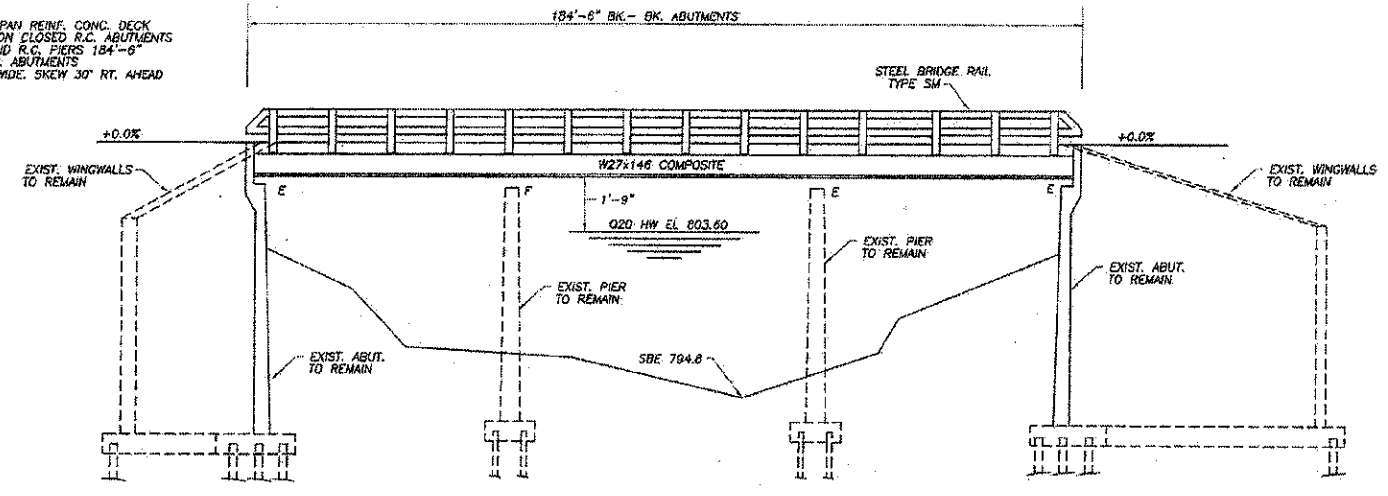 184'-6" BK.- BK. ABUTMENTS
PAN REINF. CONC. DECK
ON CLOSED R.C. ABUTMENTS
ND R.C. PIERS 184'-6"
ABUTMENTS
WIDE. SKEW 30° RT. AHEAD
STEEL BRIDGE RAIL
TYPE SM
+0.0%
+0.0%
EXIST. WINGWALLS
TO REMAIN
W27x146 COMPOSITE
EXIST. WINGWALLS
TO REMAIN
E
F
E
E
1'-9"
Q20 HW EL 803.60
EXIST. PIER
TO REMAIN
EXIST. ABUT.
TO REMAIN
EXIST. PIER
TO REMAIN
EXIST. ABUT.
TO REMAIN
SBE 794.6